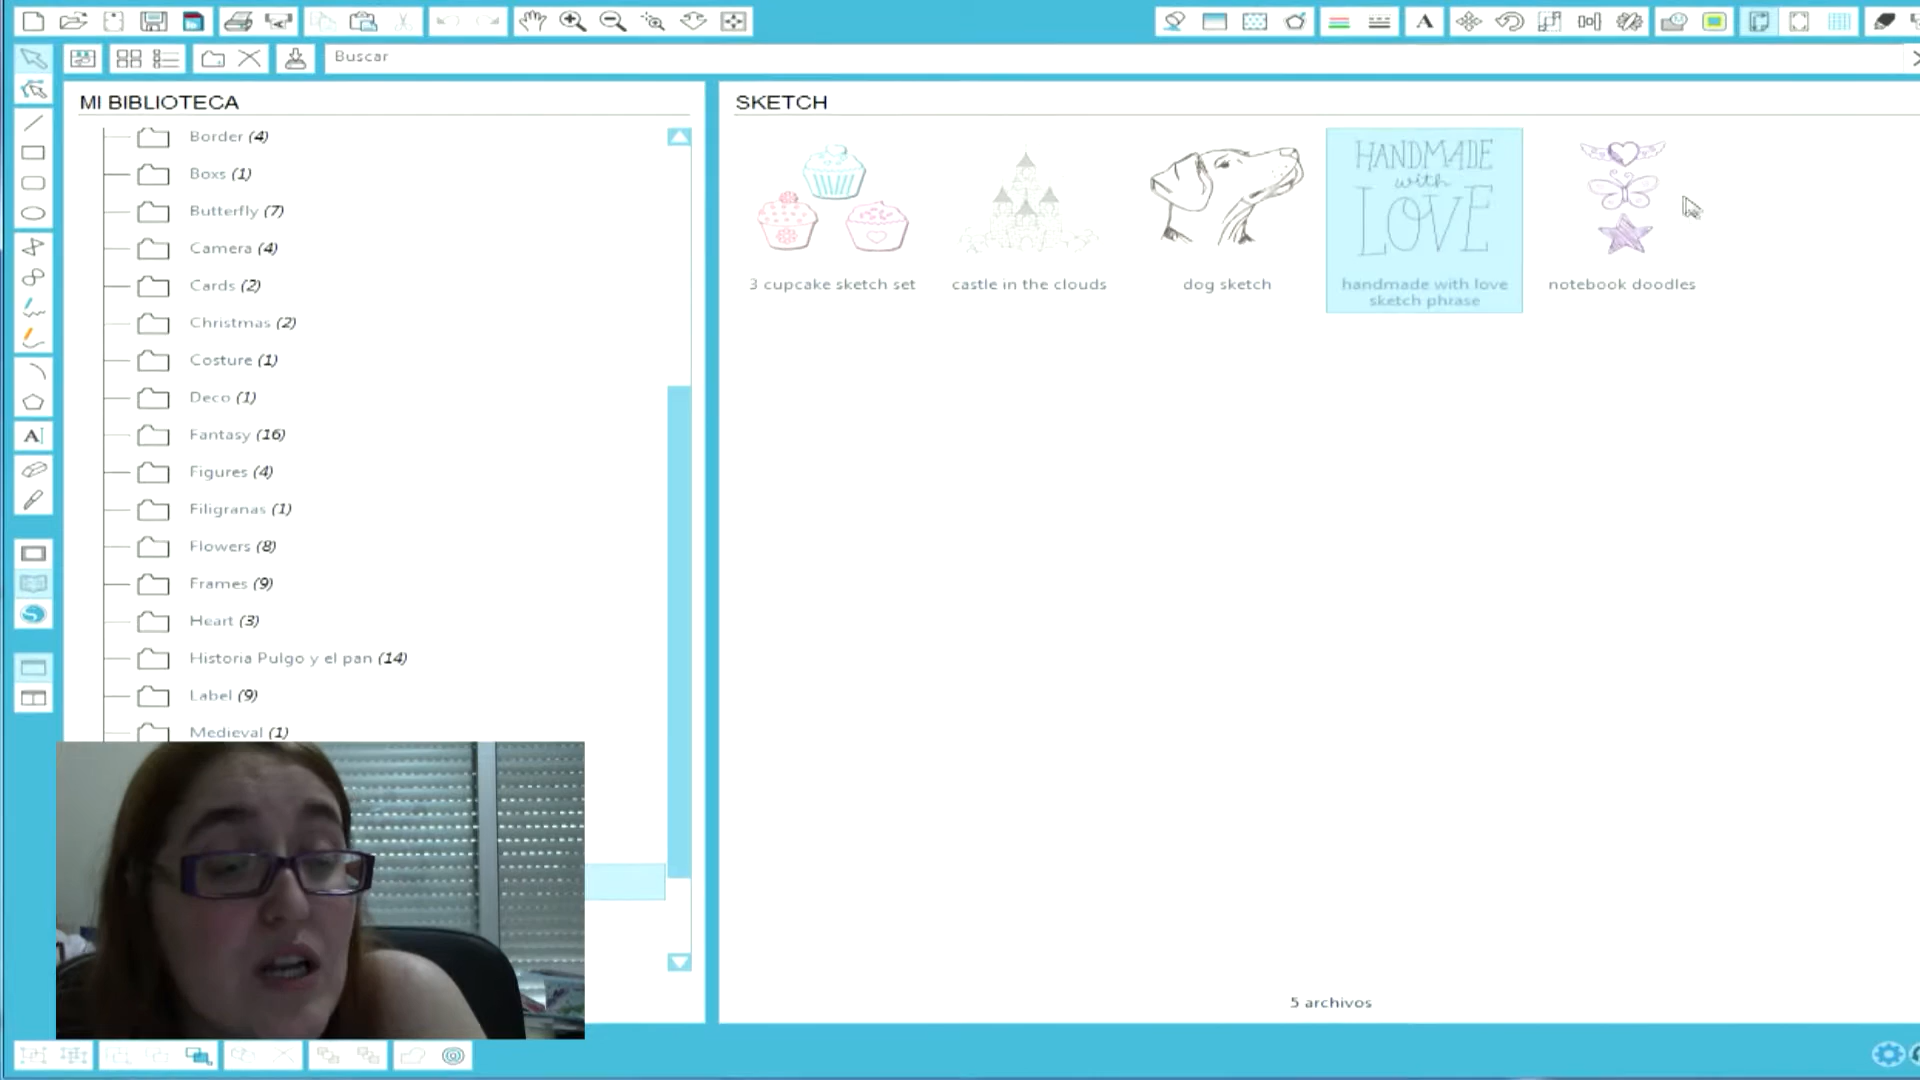 Buscar
MI BIBLIOTECA
Border (4)
Boxs (1)
Butterfly (7)
Camera (4)
Cards (2)
Christmas (2)
Costure (1)
Deco (1)
Fantasy (16)
Figures (4)
Filigranas (1)
Flowers (8)
Frames (9)
Heart (3)
Historia Pulgo y el pan (14)
Label (9)
Medieval (1)
SKETCH
HANDMADE
with
LOVE
3 cupcake sketch set
castle in the clouds
dog sketch
handmade with love
sketch phrase
notebook doodles
5 archivos